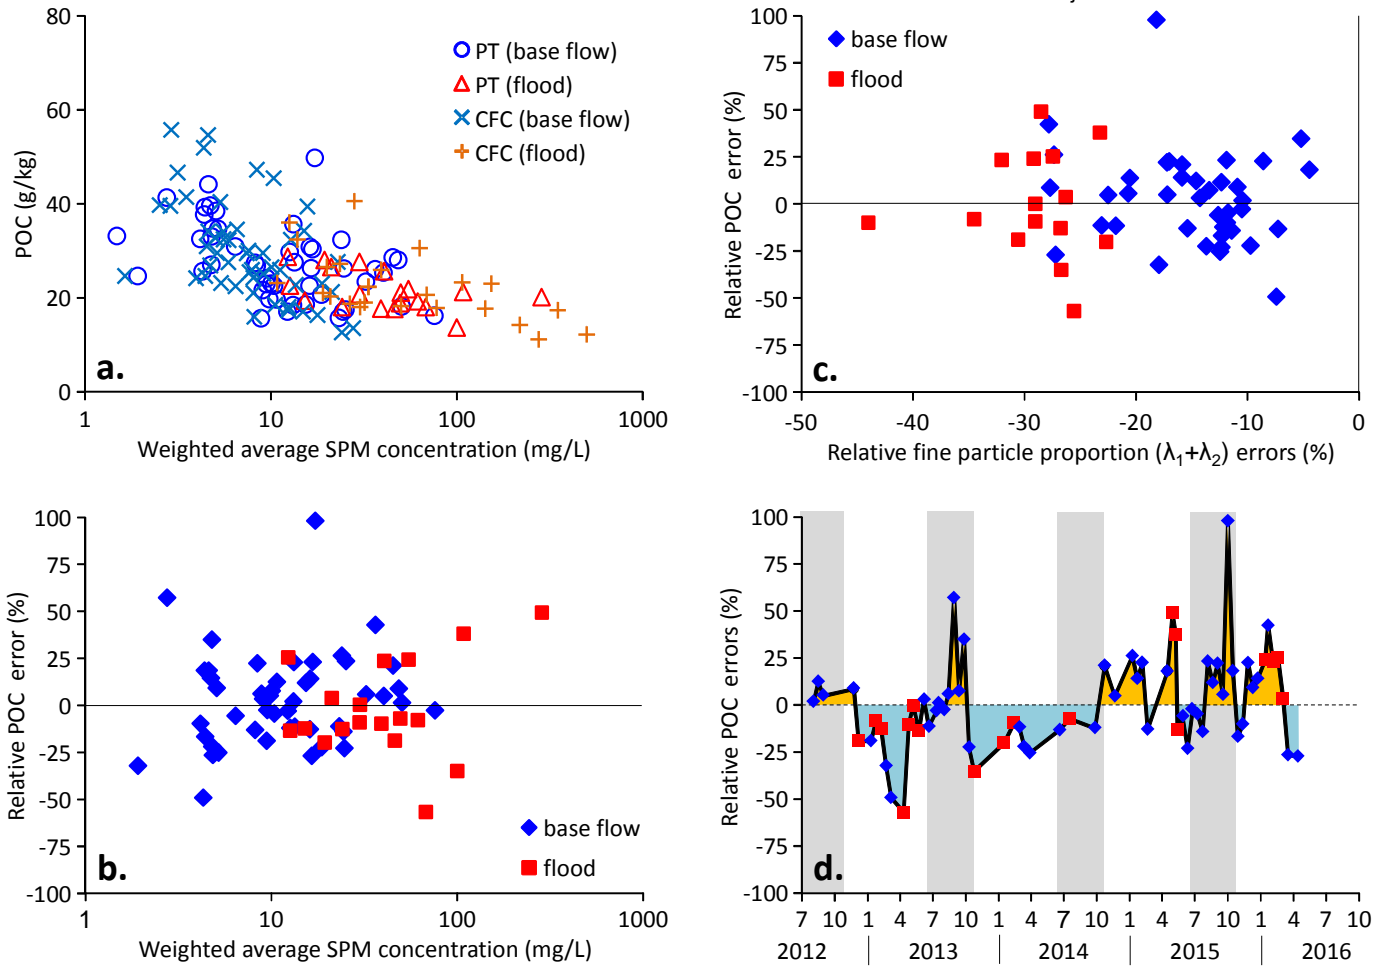 80
60
40
20
0
POC (g/kg)
PT (base flow)
PT (flood)
CFC (base flow)
CFC (flood)
a.
1 10 100 1000
Weighted average SPM concentration (mg/L)
100
75
50
25
0
-25
-50
-75
-100
Relative POC error (%)
base flow
flood
c.
-50 -40 -30 -20 -10 0
Relative fine particle proportion (λ1+λ2) errors (%)
100
75
50
25
0
-25
-50
-75
-100
Relative POC error (%)
base flow
flood
b.
1 10 100 1000
Weighted average SPM concentration (mg/L)
100
75
50
25
0
-25
-50
-75
-100
Relative POC errors (%)
d.
7 10 1 4 7 10 1 4 7 10 1 4 7 10 1 4 7 10
2012 2013 2014 2015 2016